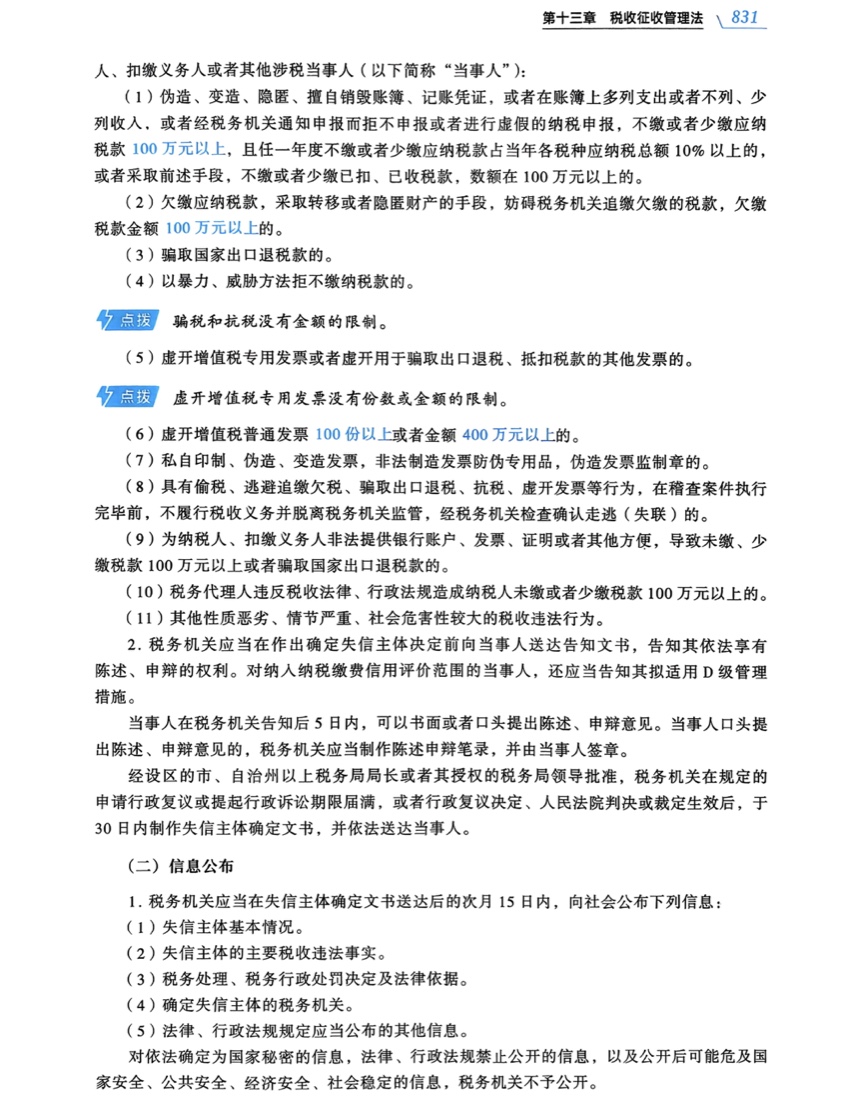 第十三章 税收征收管理法 831
人、扣缴义务人或者其他涉税当事人（以下简称“当事人”）：
（1）伪造、变造、隐匿、擅自销毁账簿、记账凭证，或者在账簿上多列支出或者不列、少
列收入，或者经税务机关通知申报而拒不申报或者进行虚假的纳税申报，不缴或者少缴应纳
税款 100 万元以上，且任一年度不缴或者少缴应纳税款占当年各税种应纳税总额 10% 以上的，
或者采取前述手段，不缴或者少缴已扣、已收税款，数额在 100 万元以上的。
（2）欠缴应纳税款，采取转移或者隐匿财产的手段，妨碍税务机关追缴欠缴的税款，欠缴
税款金额 100 万元以上的。
（3）骗取国家出口退税款的。
（4）以暴力、威胁方法拒不缴纳税款的。
点拨 骗税和抗税没有金额的限制。
（5）虚开增值税专用发票或者虚开用于骗取出口退税、抵扣税款的其他发票的。
点拨 虚开增值税专用发票没有份数或金额的限制。
（6）虚开增值税普通发票 100 份以上或者金额 400 万元以上的。
（7）私自印制、伪造、变造发票，非法制造发票防伪专用品，伪造发票监制章的。
（8）具有偷税、逃避追缴欠税、骗取出口退税、抗税、虚开发票等行为，在稽查案件执行
完毕前，不履行税收义务并脱离税务机关监管，经税务机关检查确认走逃（失联）的。
（9）为纳税人、扣缴义务人非法提供银行账户、发票、证明或者其他方便，导致未缴、少
缴税款 100 万元以上或者骗取国家出口退税款的。
（10）税务代理人违反税收法律、行政法规造成纳税人未缴或者少缴税款 100 万元以上的。
（11）其他性质恶劣、情节严重、社会危害性较大的税收违法行为。
2. 税务机关应当在作出确定失信主体决定前向当事人送达告知文书，告知其依法享有
陈述、申辩的权利。对纳入纳税缴费信用评价范围的当事人，还应当告知其拟适用 D 级管理
措施。
当事人在税务机关告知后 5 日内，可以书面或者口头提出陈述、申辩意见。当事人口头提
出陈述、申辩意见的，税务机关应当制作陈述申辩笔录，并由当事人签章。
经设区的市、自治州以上税务局局长或者其授权的税务局领导批准，税务机关在规定的
申请行政复议或提起行政诉讼期限届满，或者行政复议决定、人民法院判决或裁定生效后，于
30 日内制作失信主体确定文书，并依法送达当事人。
（二）信息公布
1. 税务机关应当在失信主体确定文书送达后的次月 15 日内，向社会公布下列信息：
（1）失信主体基本情况。
（2）失信主体的主要税收违法事实。
（3）税务处理、税务行政处罚决定及法律依据。
（4）确定失信主体的税务机关。
（5）法律、行政法规规定应当公布的其他信息。
对依法确定为国家秘密的信息，法律、行政法规禁止公开的信息，以及公开后可能危及国
家安全、公共安全、经济安全、社会稳定的信息，税务机关不予公开。